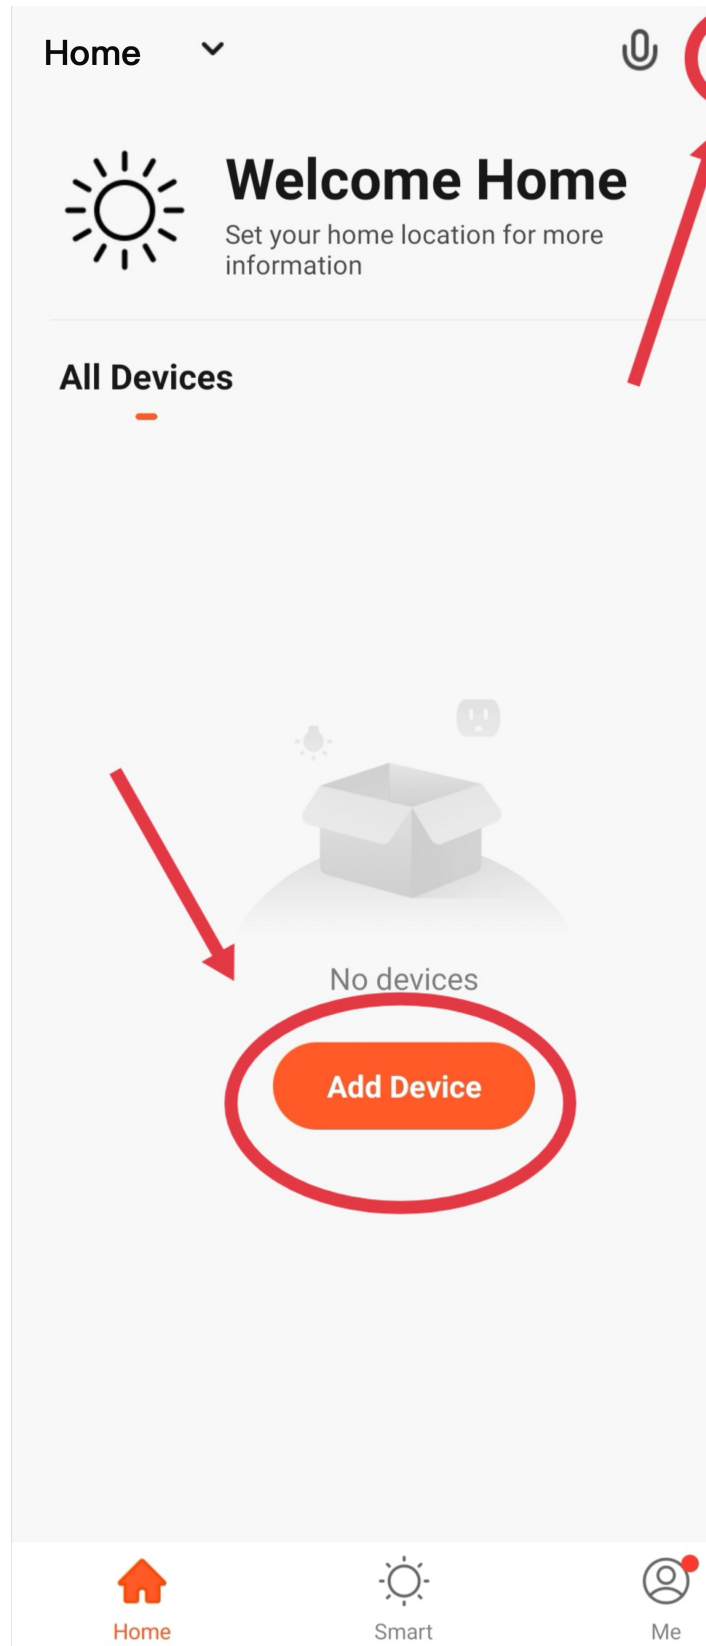 Home
Welcome Home
Set your home location for more
information
All Devices
No devices
Add Device
Home
Smart
Me